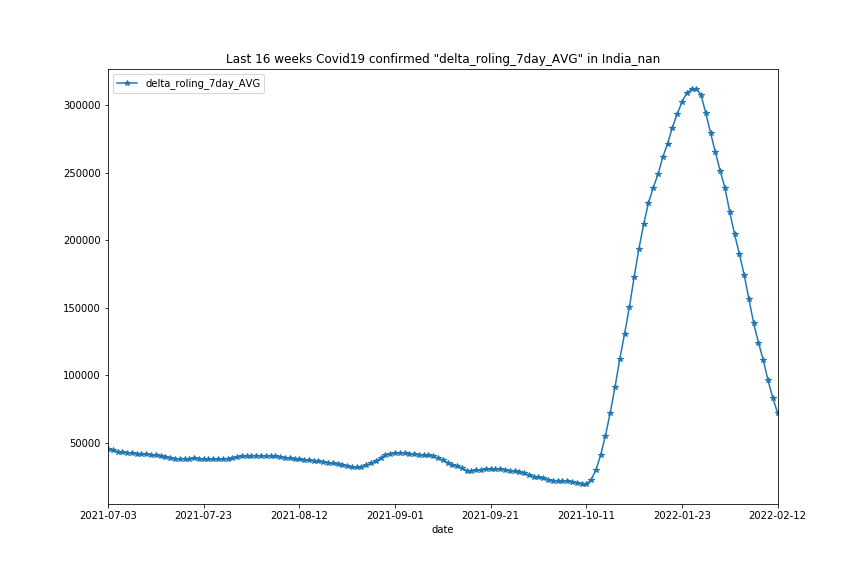 Last 16 weeks Covid19 confirmed "delta_roling_7day_AVG" in India_nan
delta_roling_7day_AVG
300000
250000
200000
150000
100000
50000
2021-07-03 2021-07-23 2021-08-12 2021-09-01 2021-09-21 2021-10-11 2022-01-23 2022-02-12
date